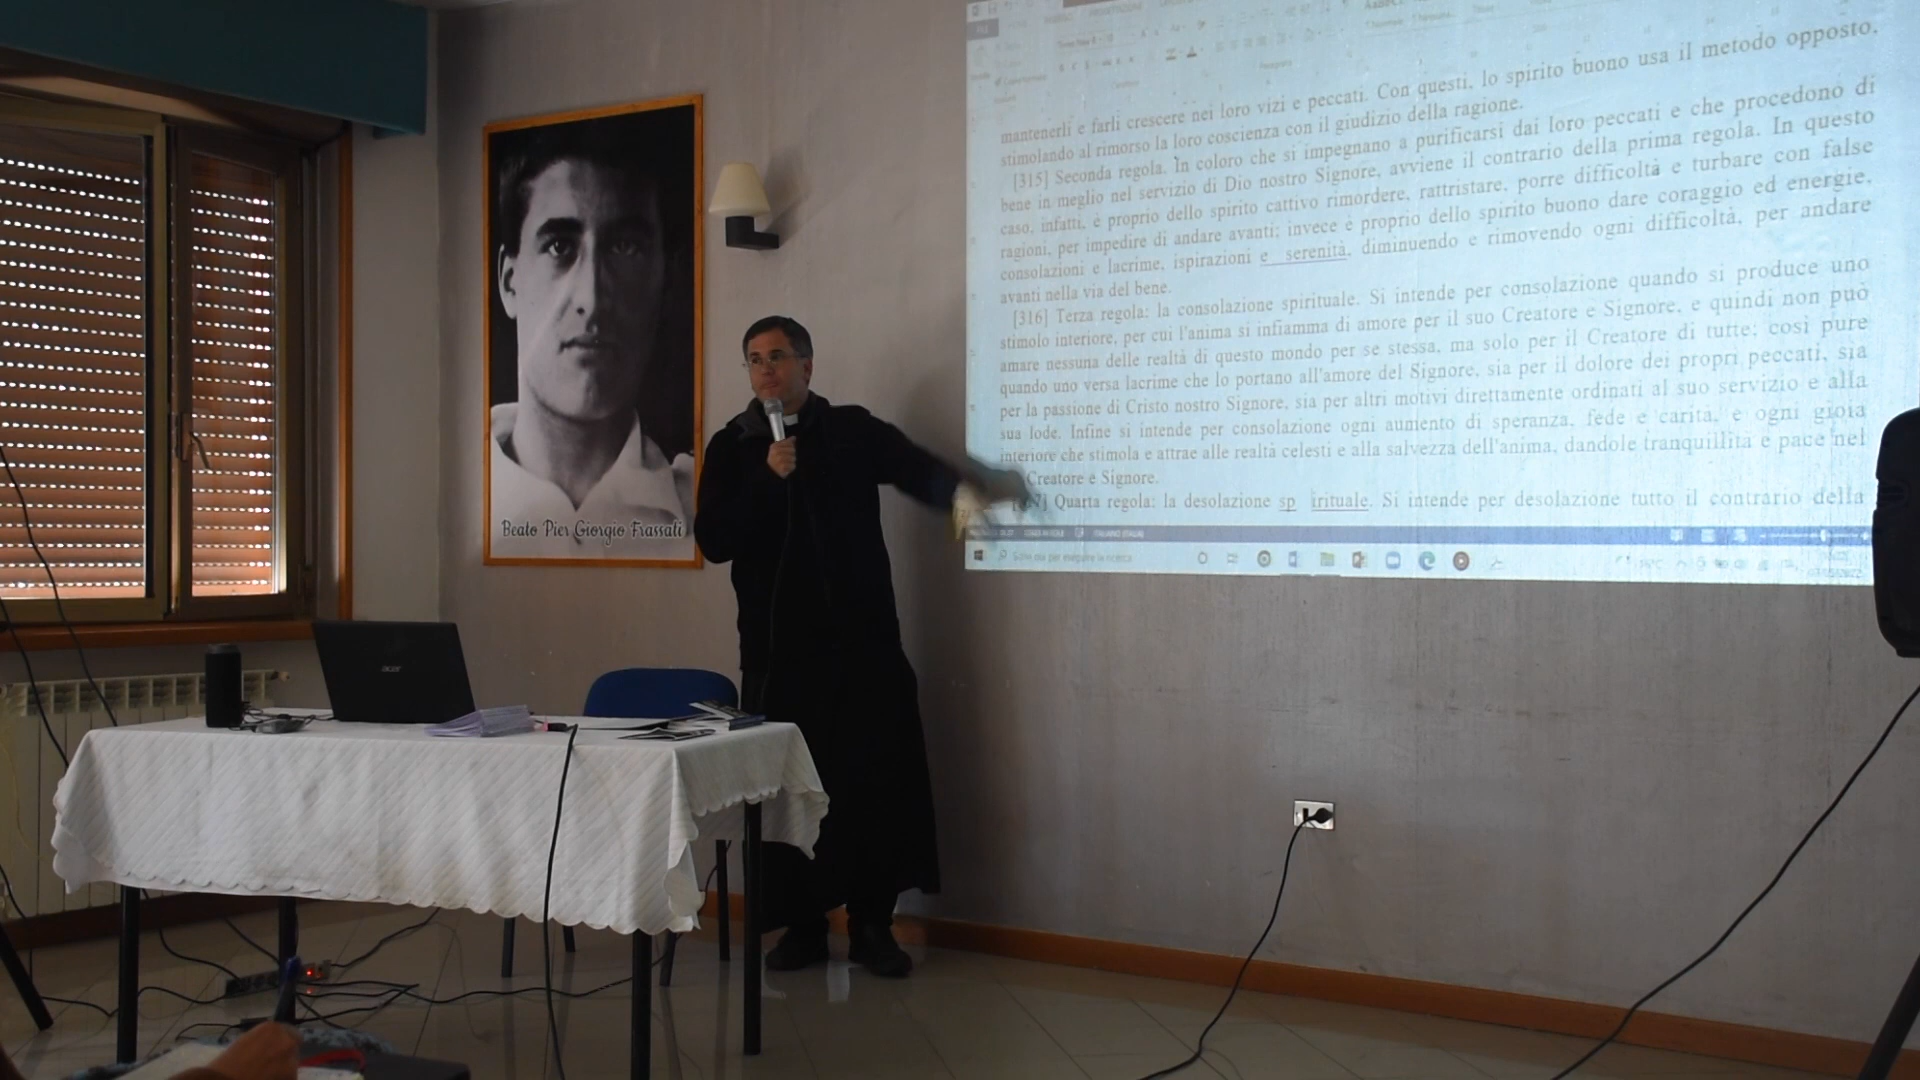 mantenerli e farli crescere nei loro vizi e peccati. Con questi, lo spirito buono usa il metodo opposto,
stimolando al rimorso la loro coscienza con il giudizio della ragione.
[315] Seconda regola. In coloro che si impegnano a purificarsi dai loro peccati e che procedono di
bene in meglio nel servizio di Dio nostro Signore, avviene il contrario della prima regola. In questo
caso, infatti, è proprio dello spirito cattivo rimordere, rattristare, porre difficoltà e turbare con false
ragioni, per impedire di andare avanti; invece è proprio dello spirito buono dare coraggio ed energie,
consolazioni e lacrime, ispirazioni e serenità, diminuendo e rimovendo ogni difficoltà, per andare
avanti nella via del bene.
[316] Terza regola: la consolazione spirituale. Si intende per consolazione quando si produce uno
stimolo interiore, per cui l'anima si infiamma di amore per il suo Creatore e Signore, e quindi non può
amare nessuna delle realtà di questo mondo per se stessa, ma solo per il Creatore di tutte; così pure
quando uno versa lacrime che lo portano all'amore del Signore, sia per il dolore dei propri peccati, sia
per la passione di Cristo nostro Signore, sia per altri motivi direttamente ordinati al suo servizio e alla
sua lode. Infine si intende per consolazione ogni aumento di speranza, fede e carità, e ogni gioia
interiore che stimola e attrae alle realtà celesti e alla salvezza dell'anima, dandole tranquillità e pace nel
Creatore e Signore.
Quarta regola: la desolazione sp irituale. Si intende per desolazione tutto il contrario della
Beato Pier Giorgio Frassati
acer